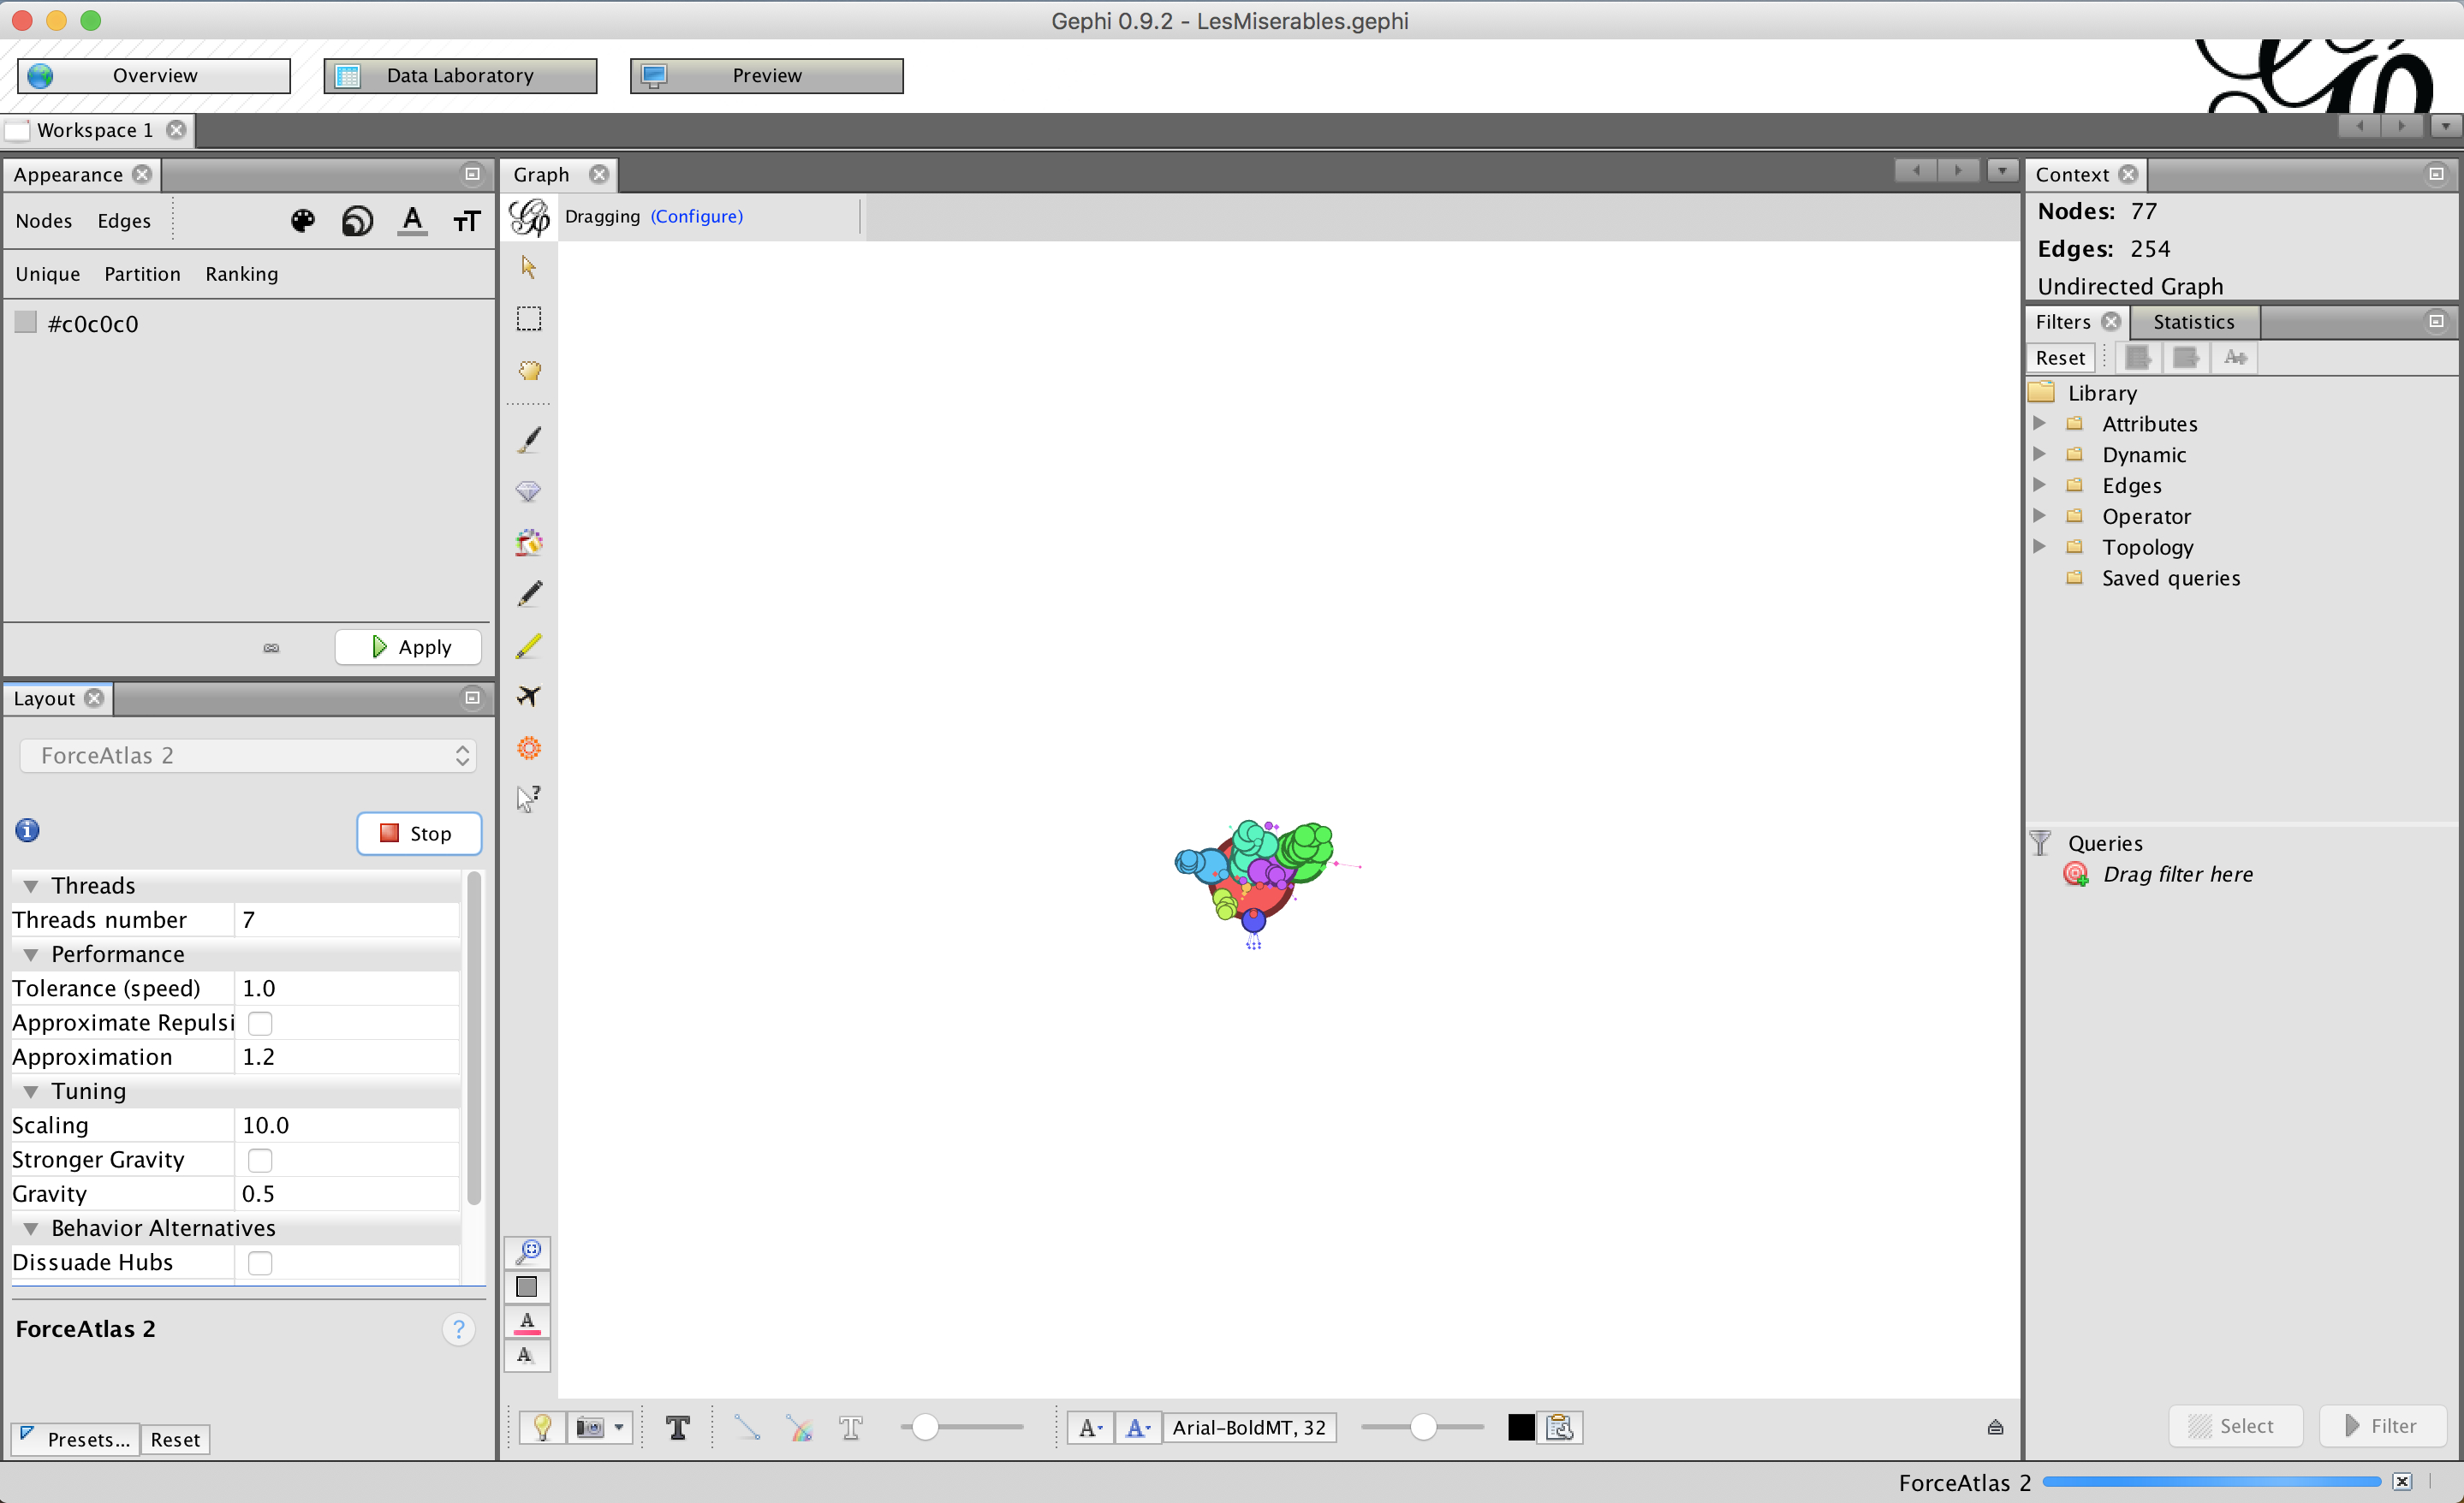 Gephi 0.9.2 - LesMiserables.gephi
Overview
Data Laboratory
Preview
Workspace 1
Appearance
Nodes Edges
A
TT
Unique Partition Ranking
#c0c0c0
Apply
Layout
ForceAtlas 2
Stop
Threads
Threads number 7
Performance
Tolerance (speed) 1.0
Approximate Repulsi
Approximation 1.2
Tuning
Scaling 10.0
Stronger Gravity
Gravity 0.5
Behavior Alternatives
Dissuade Hubs
ForceAtlas 2
?
Presets... Reset
Graph
Dragging (Configure)
?
A
A
T
T
A- A- Arial-BoldMT, 32
Context
Nodes: 77
Edges: 254
Undirected Graph
Filters Statistics
Reset
Library
Attributes
Dynamic
Edges
Operator
Topology
Saved queries
Queries
Drag filter here
Select Filter
ForceAtlas 2